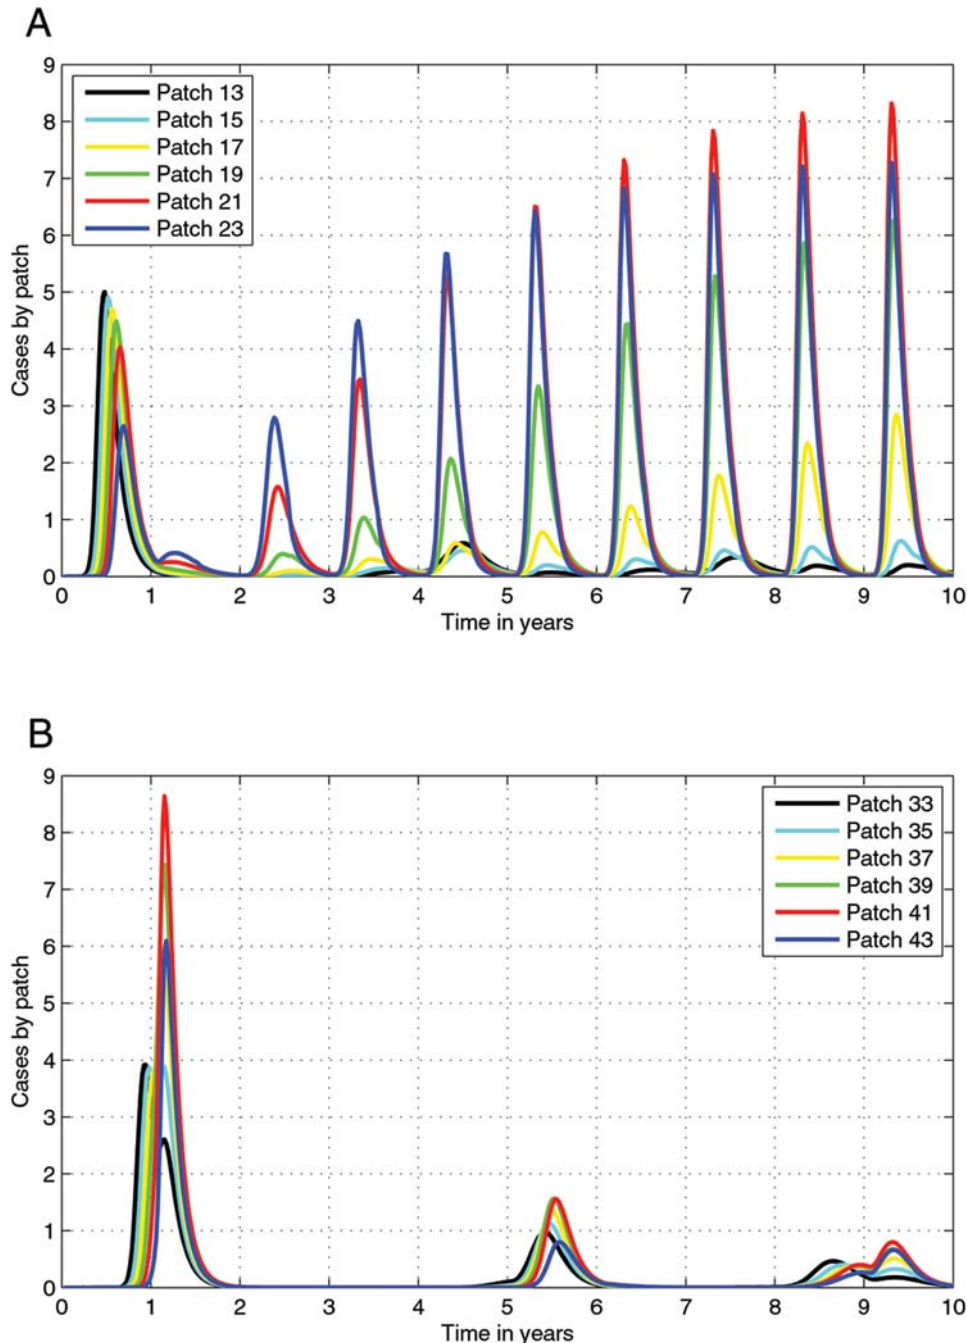 A
9
8
7
6
5
4
3
2
1
0
Cases by patch
Patch 13
Patch 15
Patch 17
Patch 19
Patch 21
Patch 23
0 1 2 3 4 5 6 7 8 9 10
Time in years
B
9
8
7
6
5
4
3
2
1
0
Cases by patch
Patch 33
Patch 35
Patch 37
Patch 39
Patch 41
Patch 43
0 1 2 3 4 5 6 7 8 9 10
Time in years